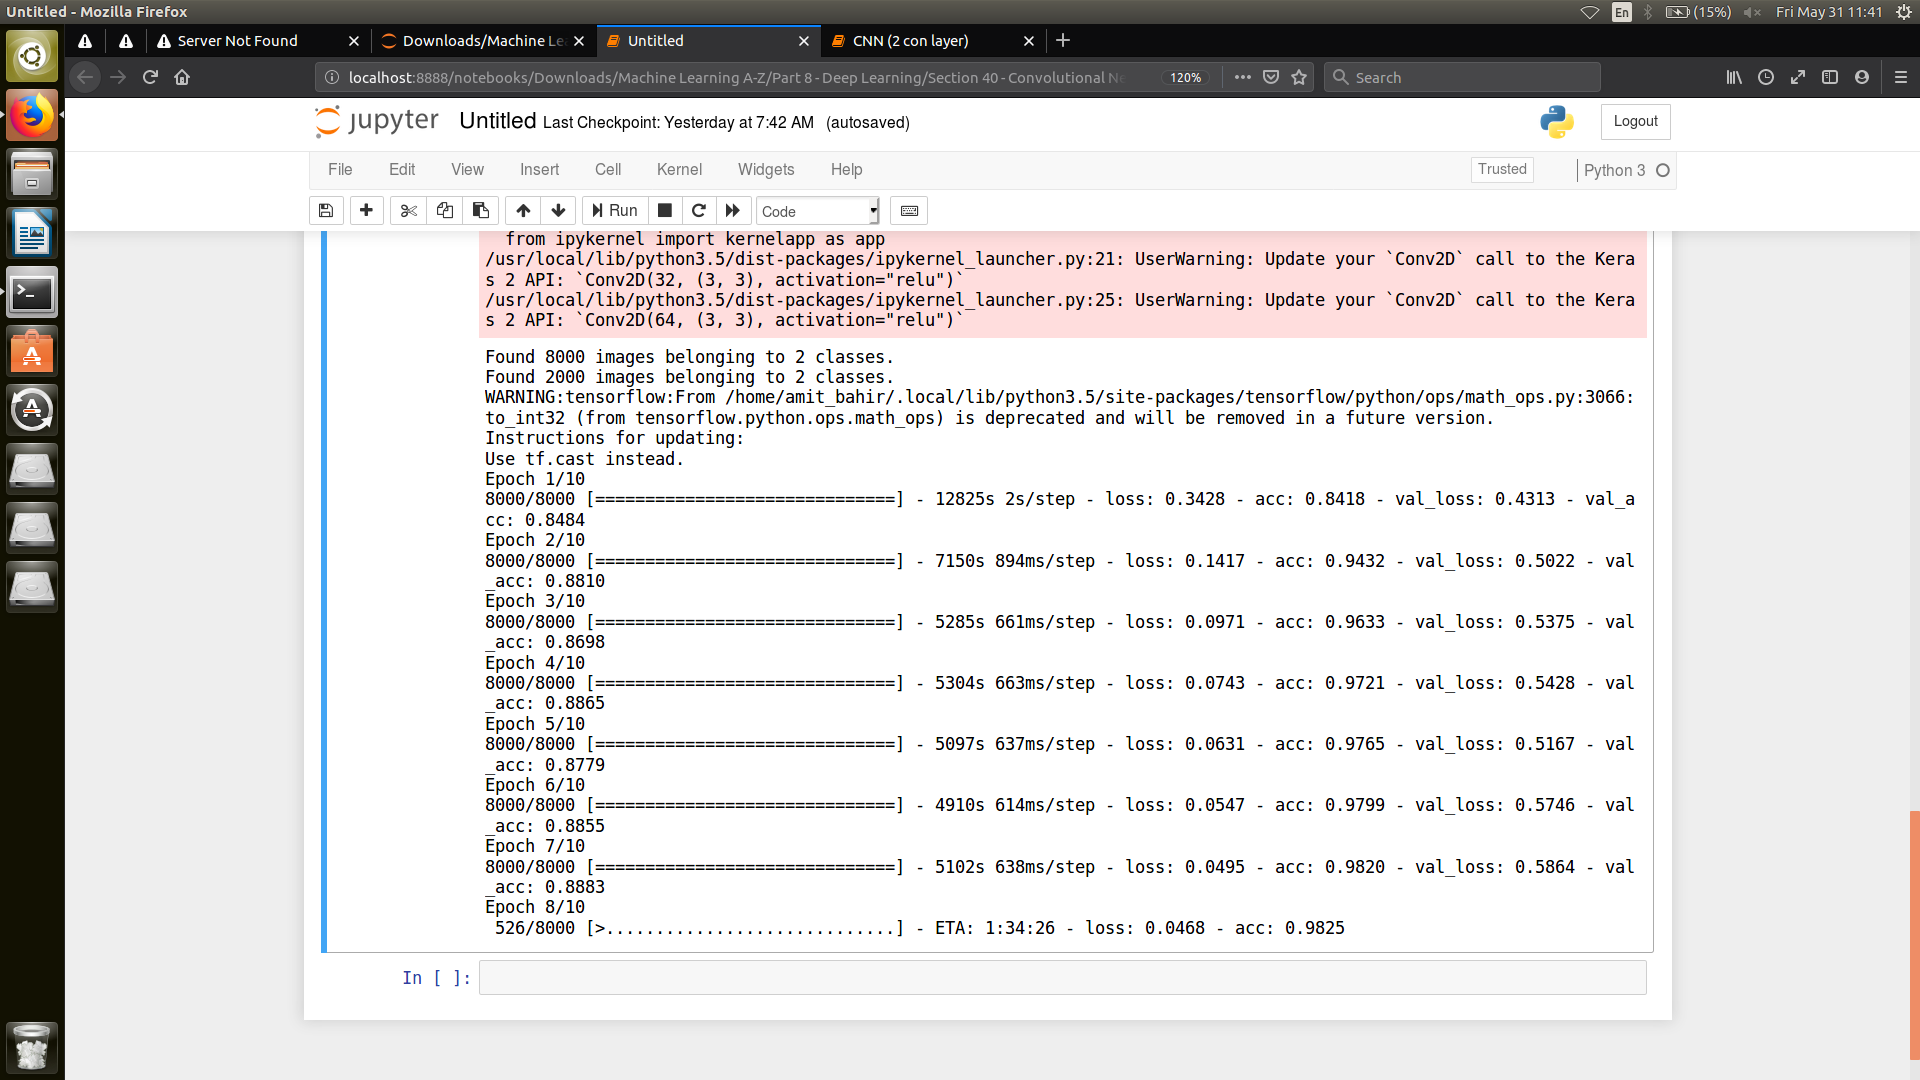 Untitled - Mozilla Firefox
En
(15%)
Fri May 31 11:41
Server Not Found
Downloads/Machine Le
Untitled
CNN (2 con layer)
localhost:8888/notebooks/Downloads/Machine Learning A-Z/Part 8 - Deep Learning/Section 40 - Convolutional Ne
120%
Search
jupyter
Untitled Last Checkpoint: Yesterday at 7:42 AM (autosaved)
Logout
File Edit View Insert Cell Kernel Widgets Help
Trusted
Python 3
Run
Code
from ipykernel import kernelapp as app
/usr/local/lib/python3.5/dist-packages/ipykernel_launcher.py:21: UserWarning: Update your `Conv2D` call to the Kera
s 2 API: `Conv2D(32, (3, 3), activation="relu")`
/usr/local/lib/python3.5/dist-packages/ipykernel_launcher.py:25: UserWarning: Update your `Conv2D` call to the Kera
s 2 API: `Conv2D(64, (3, 3), activation="relu")`
Found 8000 images belonging to 2 classes.
Found 2000 images belonging to 2 classes.
WARNING:tensorflow:From /home/amit_bahir/.local/lib/python3.5/site-packages/tensorflow/python/ops/math_ops.py:3066:
to_int32 (from tensorflow.python.ops.math_ops) is deprecated and will be removed in a future version.
Instructions for updating:
Use tf.cast instead.
Epoch 1/10
8000/8000 [==============================] - 12825s 2s/step - loss: 0.3428 - acc: 0.8418 - val_loss: 0.4313 - val_a
cc: 0.8484
Epoch 2/10
8000/8000 [==============================] - 7150s 894ms/step - loss: 0.1417 - acc: 0.9432 - val_loss: 0.5022 - val
_acc: 0.8810
Epoch 3/10
8000/8000 [==============================] - 5285s 661ms/step - loss: 0.0971 - acc: 0.9633 - val_loss: 0.5375 - val
_acc: 0.8698
Epoch 4/10
8000/8000 [==============================] - 5304s 663ms/step - loss: 0.0743 - acc: 0.9721 - val_loss: 0.5428 - val
_acc: 0.8865
Epoch 5/10
8000/8000 [==============================] - 5097s 637ms/step - loss: 0.0631 - acc: 0.9765 - val_loss: 0.5167 - val
_acc: 0.8779
Epoch 6/10
8000/8000 [==============================] - 4910s 614ms/step - loss: 0.0547 - acc: 0.9799 - val_loss: 0.5746 - val
_acc: 0.8855
Epoch 7/10
8000/8000 [==============================] - 5102s 638ms/step - loss: 0.0495 - acc: 0.9820 - val_loss: 0.5864 - val
_acc: 0.8883
Epoch 8/10
526/8000 [>.............................] - ETA: 1:34:26 - loss: 0.0468 - acc: 0.9825
In [ ]: